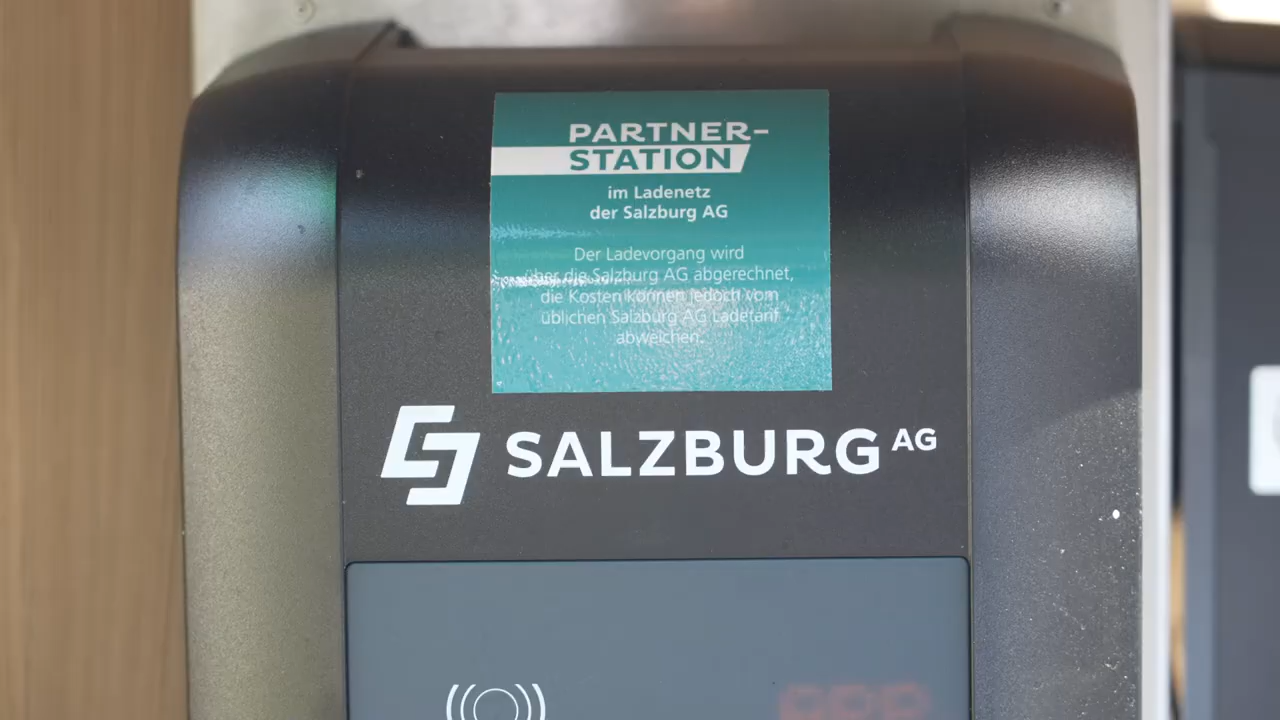 PARTNER-
STATION
im Ladenetz
der Salzburg AG
Der Ladevorgang wird
über die Salzburg AG abgerechnet,
die Kosten können jedoch vom
üblichen Salzburg AG Ladetarif
abweichen.
SALZBURG AG